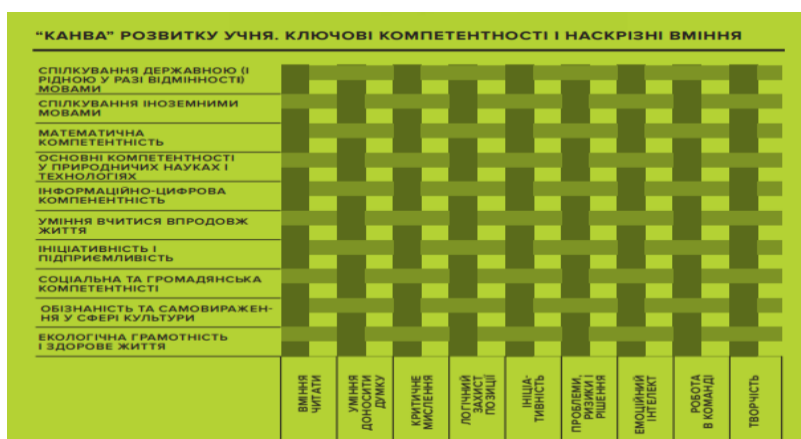 “КАНВА” РОЗВИТКУ УЧНЯ. КЛЮЧОВІ КОМПЕТЕНТНОСТІ І НАСКРІЗНІ ВМІННЯ
СПІЛКУВАННЯ ДЕРЖАВНОЮ (І
РІДНОЮ У РАЗІ ВІДМІННОСТІ)
МОВАМИ
СПІЛКУВАННЯ ІНОЗЕМНИМИ
МОВАМИ
МАТЕМАТИЧНА
КОМПЕТЕНТНІСТЬ
ОСНОВНІ КОМПЕТЕНТНОСТІ
У ПРИРОДНИЧИХ НАУКАХ І
ТЕХНОЛОГІЯХ
ІНФОРМАЦІЙНО-ЦИФРОВА
КОМПЕНЕНТНІСТЬ
УМІННЯ ВЧИТИСЯ ВПРОДОВЖ
ЖИТТЯ
ІНІЦІАТИВНІСТЬ І
ПІДПРИЄМЛИВІСТЬ
СОЦІАЛЬНА ТА ГРОМАДЯНСЬКА
КОМПЕТЕНТНОСТІ
ОБІЗНАНІСТЬ ТА САМОВИРАЖЕН-
НЯ У СФЕРІ КУЛЬТУРИ
ЕКОЛОГІЧНА ГРАМОТНІСТЬ
І ЗДОРОВЕ ЖИТТЯ
ВМІННЯ
ЧИТАТИ
УМІННЯ
ДОНОСИТИ
ДУМКУ
КРИТИЧНЕ
МИСЛЕННЯ
ЛОГІЧНИЙ
ЗАХИСТ
ПОЗИЦІЇ
ІНІЦІА-
ТИВНІСТЬ
ПРОБЛЕМИ,
РИЗИКИ І
РІШЕННЯ
ЕМОЦІЙНИЙ
ІНТЕЛЕКТ
РОБОТА
В КОМАНДІ
ТВОРЧІСТЬ